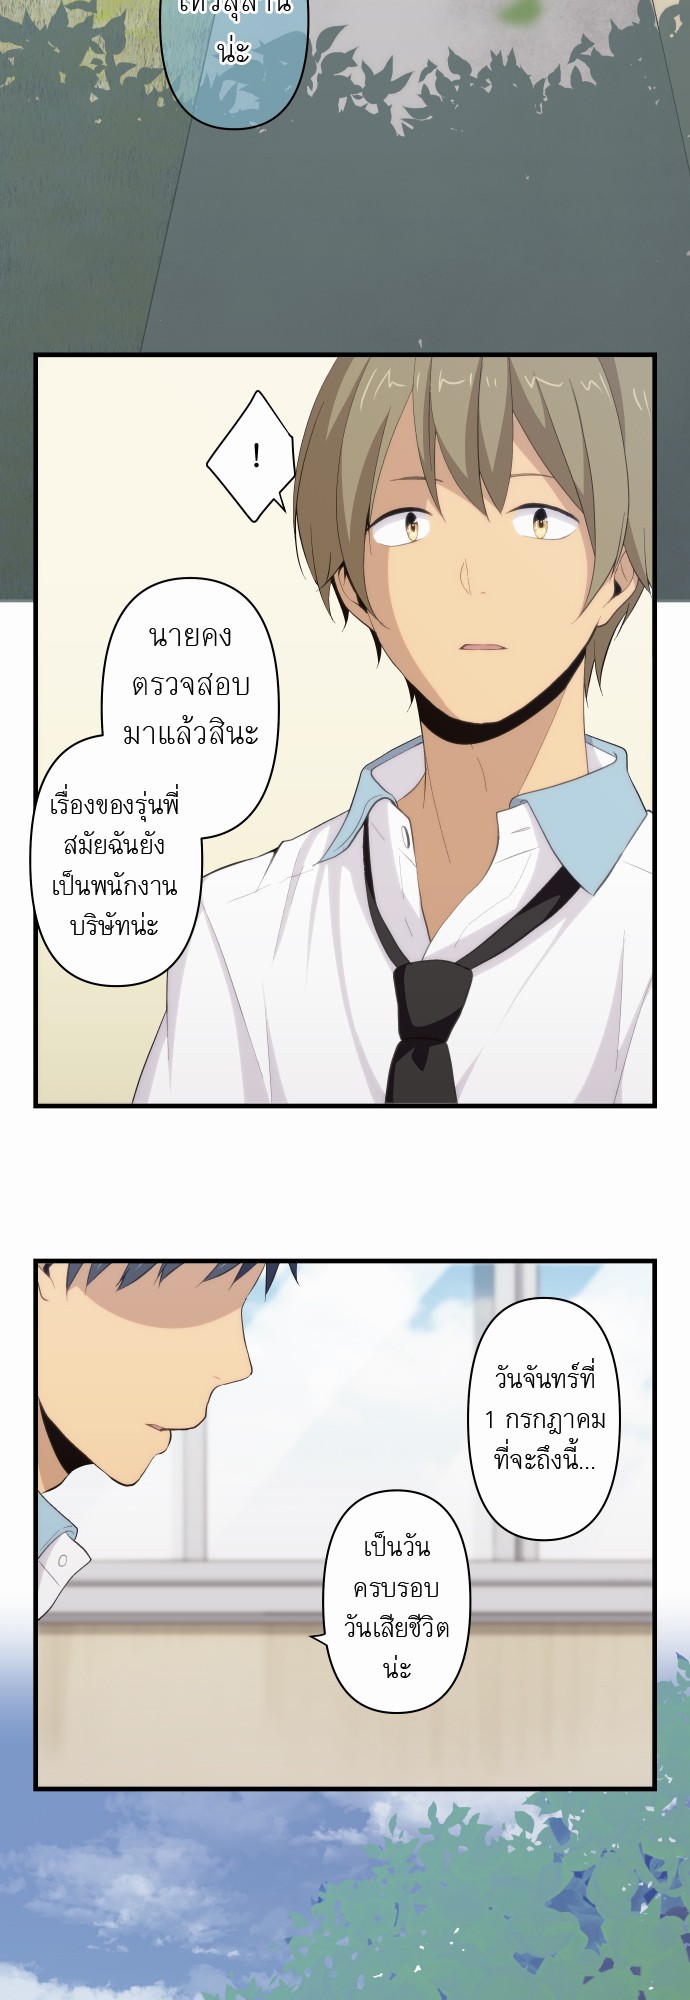 น่ะ
!
นายคง
ตรวจสอบ
มาแล้วสินะ
เรื่องของรุ่นพี่
สมัยฉันยัง
เป็นพนักงาน
บริษัทน่ะ
วันจันทร์ที่
1 กรกฎาคม
ที่จะถึงนี้...
เป็นวัน
ครบรอบ
วันเสียชีวิต
น่ะ